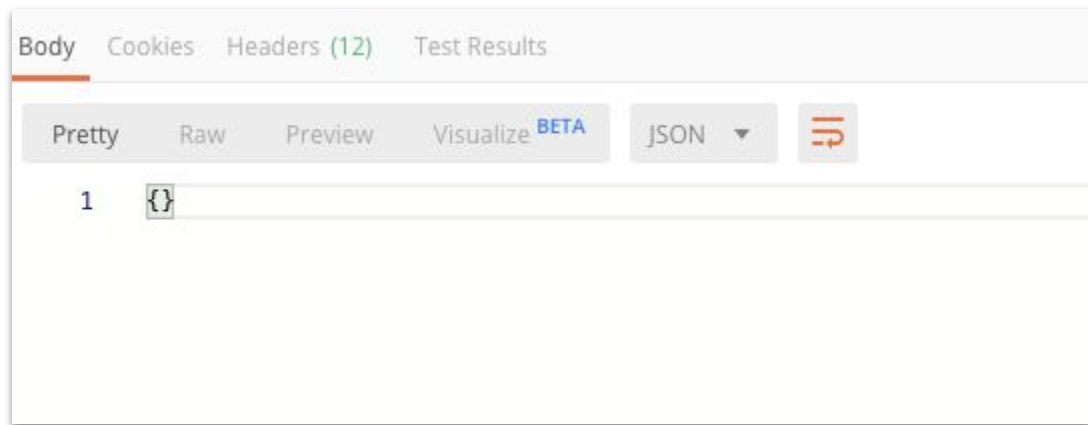 Body Cookies Headers (12) Test Results
Pretty Raw Preview Visualize BETA JSON
1 {}